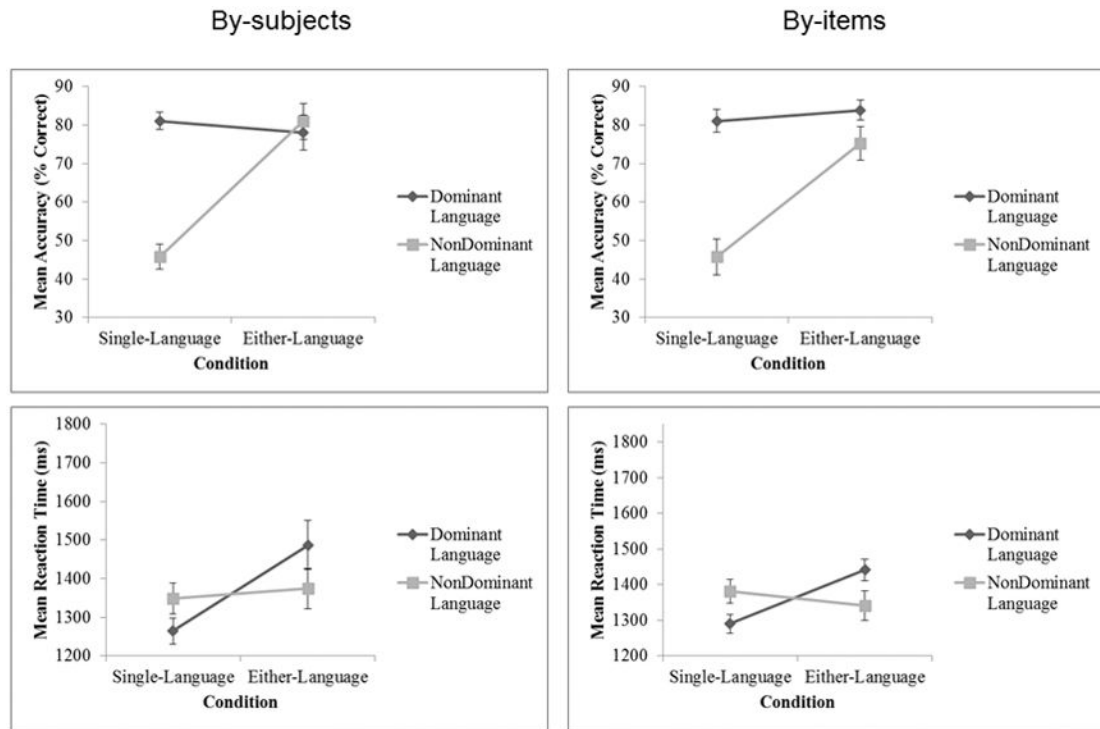 By-subjects
By-items
Mean Accuracy (% Correct)
90
80
70
60
50
40
30
Single-Language Either-Language
Condition
Dominant
Language
NonDominant
Language
Mean Accuracy (% Correct)
90
80
70
60
50
40
30
Single-Language Either-Language
Condition
Dominant
Language
NonDominant
Language
Mean Reaction Time (ms)
1800
1700
1600
1500
1400
1300
1200
Single-Language Either-Language
Condition
Dominant
Language
NonDominant
Language
Mean Reaction Time (ms)
1800
1700
1600
1500
1400
1300
1200
Single-Language Either-Language
Condition
Dominant
Language
NonDominant
Language